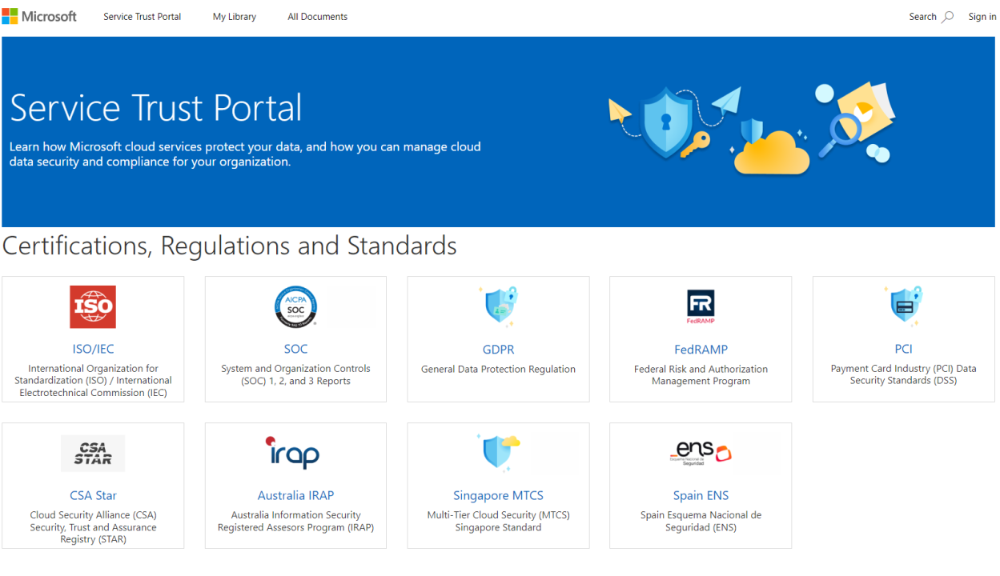 Microsoft Service Trust Portal My Library All Documents Search Sign in
Service Trust Portal
Learn how Microsoft cloud services protect your data, and how you can manage cloud
data security and compliance for your organization.
Certifications, Regulations and Standards
ISO
ISO/IEC
International Organization for
Standardization (ISO) / International
Electrotechnical Commission (IEC)
AICPA
SOC
SOC
System and Organization Controls
(SOC) 1, 2, and 3 Reports
GDPR
General Data Protection Regulation
FR
FedRAMP
FedRAMP
Federal Risk and Authorization
Management Program
PCI
Payment Card Industry (PCI) Data
Security Standards (DSS)
CSA
STAR
CSA Star
Cloud Security Alliance (CSA)
Security, Trust and Assurance
Registry (STAR)
irap
Australia IRAP
Australia Information Security
Registered Assesors Program (IRAP)
Singapore MTCS
Multi-Tier Cloud Security (MTCS)
Singapore Standard
ens
Esquema Nacional de
Seguridad
Spain ENS
Spain Esquema Nacional de
Seguridad (ENS)